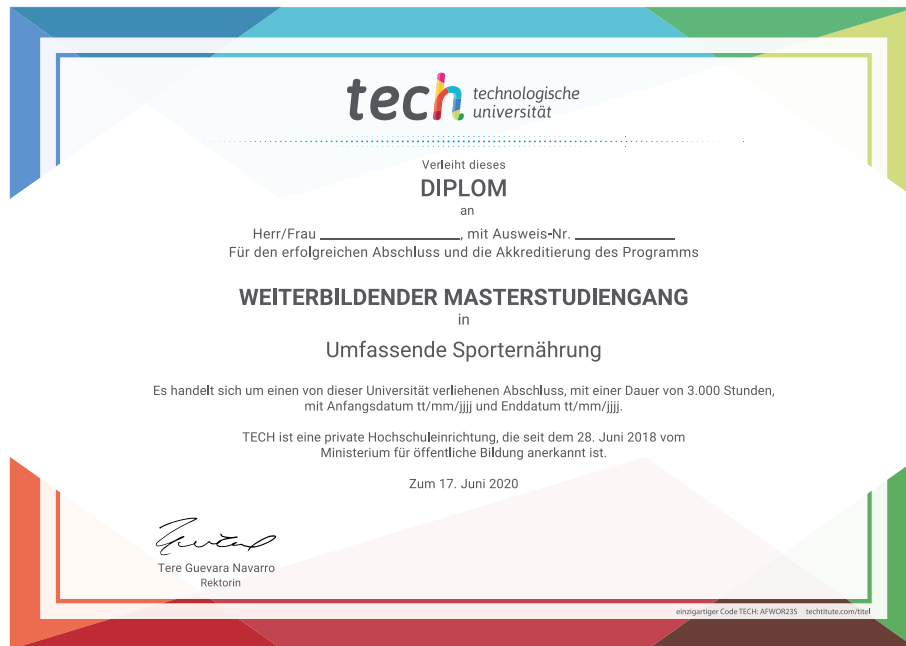 tech technologische
universität
Verleiht dieses
DIPLOM
an
Herr/Frau ____________________, mit Ausweis-Nr. ______________
Für den erfolgreichen Abschluss und die Akkreditierung des Programms
WEITERBILDENDER MASTERSTUDIENGANG
in
Umfassende Sporternährung
Es handelt sich um einen von dieser Universität verliehenen Abschluss, mit einer Dauer von 3.000 Stunden,
mit Anfangsdatum tt/mm/jjjj und Enddatum tt/mm/jjjj.
TECH ist eine private Hochschuleinrichtung, die seit dem 28. Juni 2018 vom
Ministerium für öffentliche Bildung anerkannt ist.
Zum 17. Juni 2020
Tere Guevara Navarro
Rektorin
einzigartiger Code TECH: AFWOR23S techtitute.com/titel